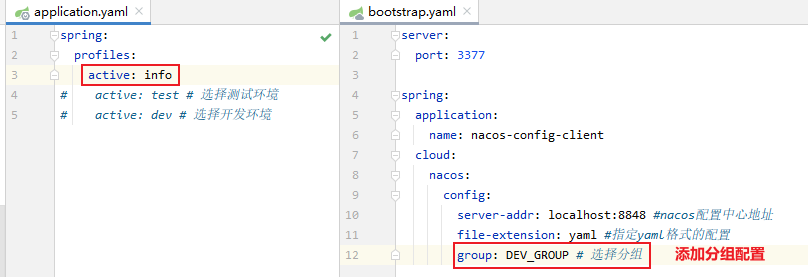 application.yaml
1 spring:
2   profiles:
3     active: info
4 #    active: test # 选择测试环境
5 #    active: dev # 选择开发环境
bootstrap.yaml
1 server:
2   port: 3377
3
4 spring:
5   application:
6     name: nacos-config-client
7   cloud:
8     nacos:
9       config:
10         server-addr: localhost:8848 #nacos配置中心地址
11         file-extension: yaml #指定yaml格式的配置
12         group: DEV_GROUP # 选择分组 添加分组配置